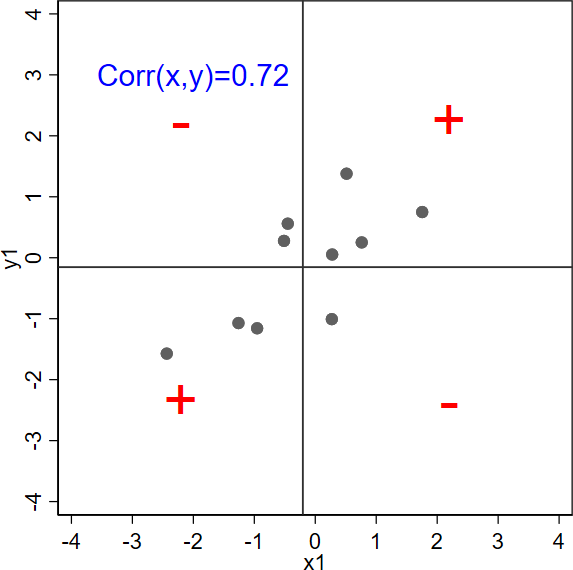 4
Corr(x,y)=0.72
3
- +
2
1
0
y1
-1
-2
+ -
-3
-4
-4 -3 -2 -1 0 1 2 3 4
x1